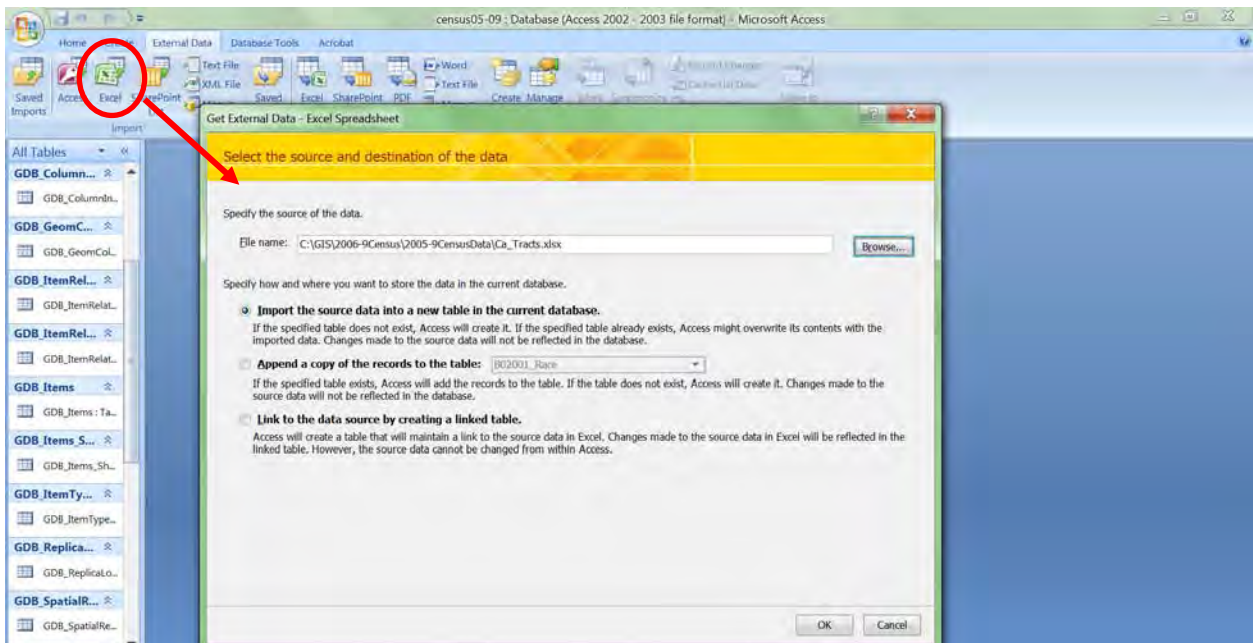 census05-09 : Database (Access 2002 - 2003 file format) - Microsoft Access
Home Create External Data Database Tools Acrobat
Saved Imports
Access
Excel
SharePoint
Text File
XML File
Import
Saved
Excel
SharePoint
PDF
Word
Text File
Create
Manage
All Tables
GDB_Column...
GDB_ColumnIn...
GDB_GeomC...
GDB_GeomCol...
GDB_ItemRel...
GDB_ItemRelat...
GDB_ItemRel...
GDB_ItemRelat...
GDB_Items
GDB_Items : Ta...
GDB_Items_S...
GDB_Items_Sh...
GDB_ItemTy...
GDB_ItemType...
GDB_Replica...
GDB_ReplicaLo...
GDB_SpatialR...
GDB_SpatialRe...
Get External Data - Excel Spreadsheet
Select the source and destination of the data
Specify the source of the data.
File name: C:\GIS\2006-9Census\2005-9CensusData\Ca_Tracts.xlsx Browse...
Specify how and where you want to store the data in the current database.
Import the source data into a new table in the current database.
If the specified table does not exist, Access will create it. If the specified table already exists, Access might overwrite its contents with the
imported data. Changes made to the source data will not be reflected in the database.
Append a copy of the records to the table: B02001_Race
If the specified table exists, Access will add the records to the table. If the table does not exist, Access will create it. Changes made to the
source data will not be reflected in the database.
Link to the data source by creating a linked table.
Access will create a table that will maintain a link to the source data in Excel. Changes made to the source data in Excel will be reflected in the
linked table. However, the source data cannot be changed from within Access.
OK Cancel